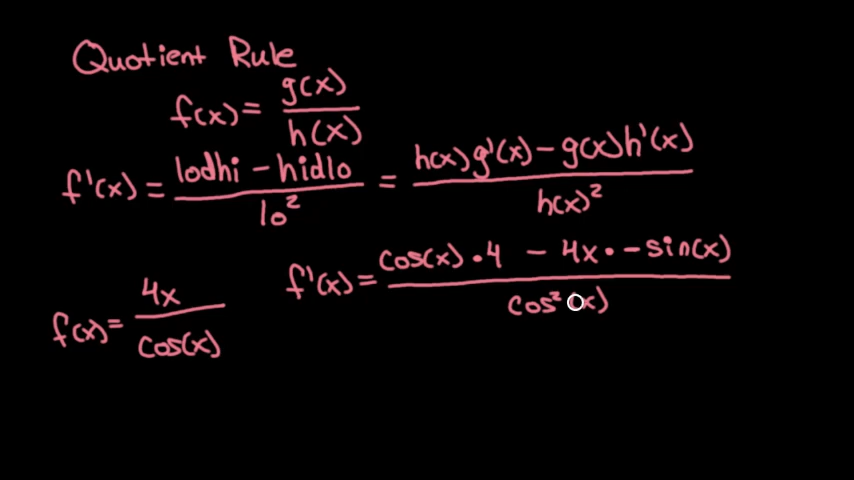 Quotient Rule
f(x) = g(x) / h(x)
f'(x) = lodhi - hidlo / lo² = h(x)g'(x) - g(x)h'(x) / h(x)²
f(x) = 4x / cos(x)
f'(x) = cos(x) · 4 - 4x · -sin(x) / cos²(x)